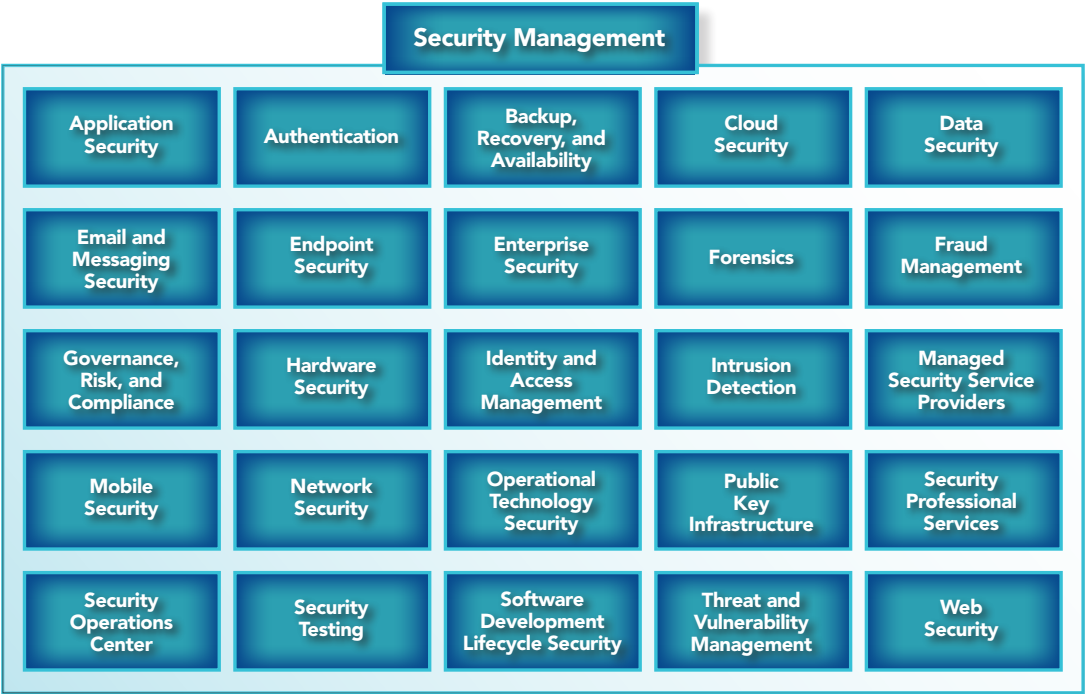 Security Management
Application
Security
Authentication
Backup,
Recovery, and
Availability
Cloud
Security
Data
Security
Email and
Messaging
Security
Endpoint
Security
Enterprise
Security
Forensics
Fraud
Management
Governance,
Risk, and
Compliance
Hardware
Security
Identity and
Access
Management
Intrusion
Detection
Managed
Security Service
Providers
Mobile
Security
Network
Security
Operational
Technology
Security
Public
Key
Infrastructure
Security
Professional
Services
Security
Operations
Center
Security
Testing
Software
Development
Lifecycle Security
Threat and
Vulnerability
Management
Web
Security